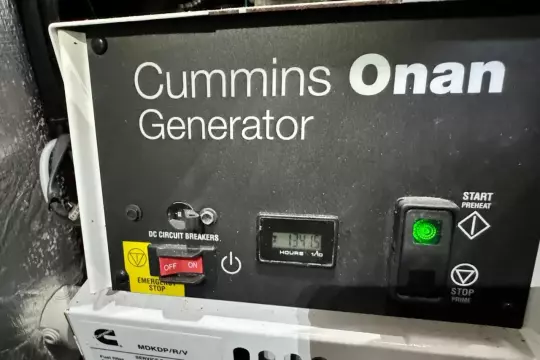 Cummins Onan
Generator
START
PREHEAT
DC CIRCUIT BREAKERS
OFF ON
HOURS 1/10
EMERGENCY
STOP
STOP
PRIME
MDKDP/R/V